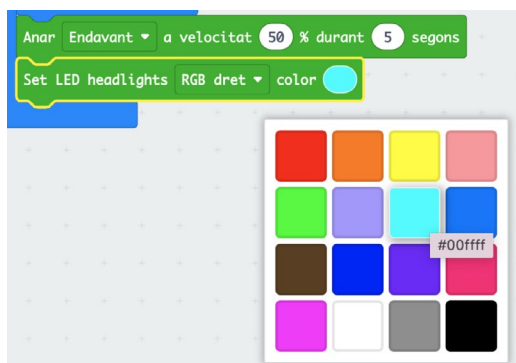 Anar Endavant a velocitat 50 % durant 5 segons
Set LED headlights RGB dret color
#00ffff